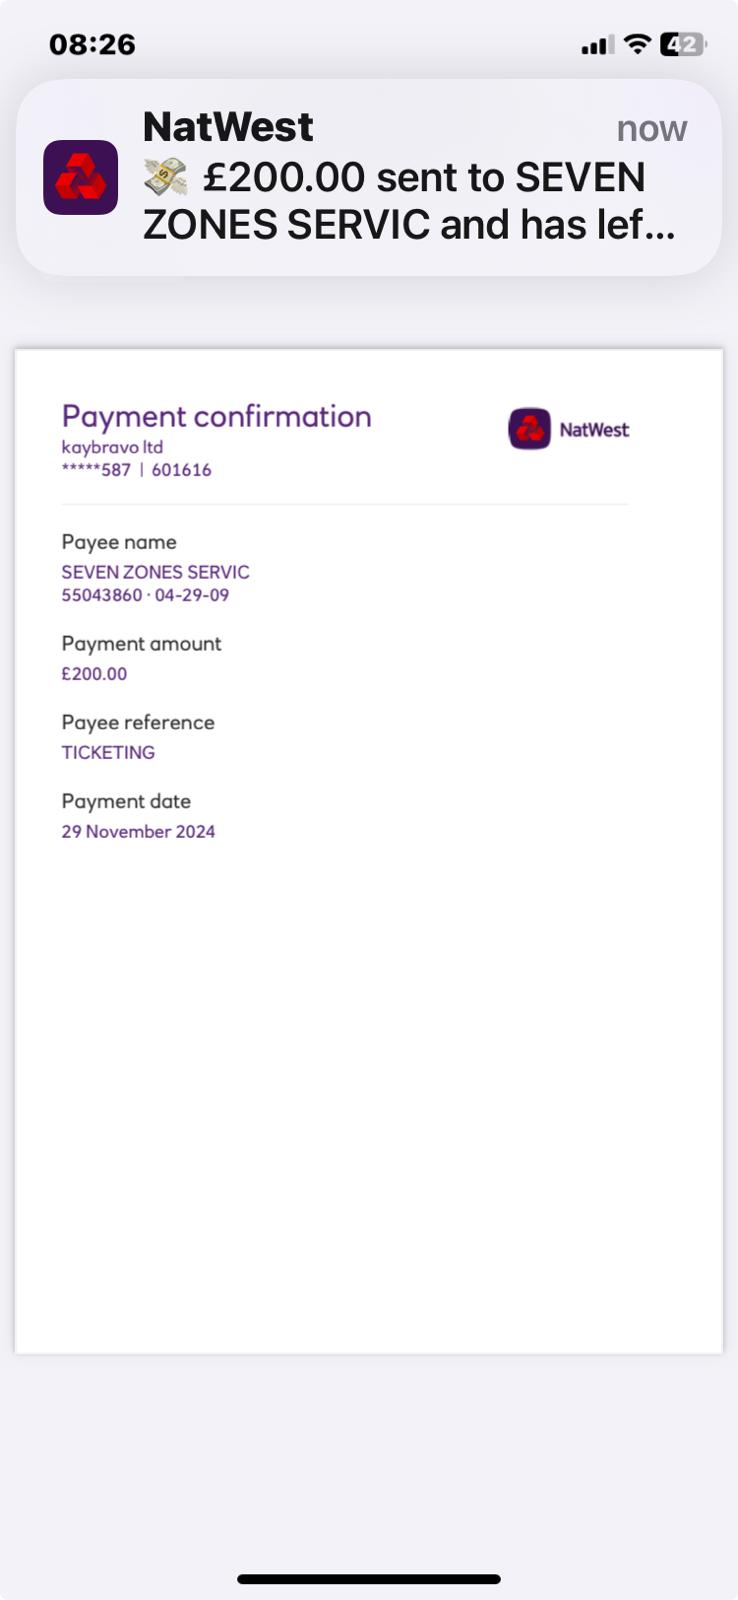 08:26
42
NatWest
now
💸 £200.00 sent to SEVEN
ZONES SERVIC and has lef...
Payment confirmation
NatWest
kaybravo ltd
*****587 | 601616
Payee name
SEVEN ZONES SERVIC
55043860 · 04-29-09
Payment amount
£200.00
Payee reference
TICKETING
Payment date
29 November 2024